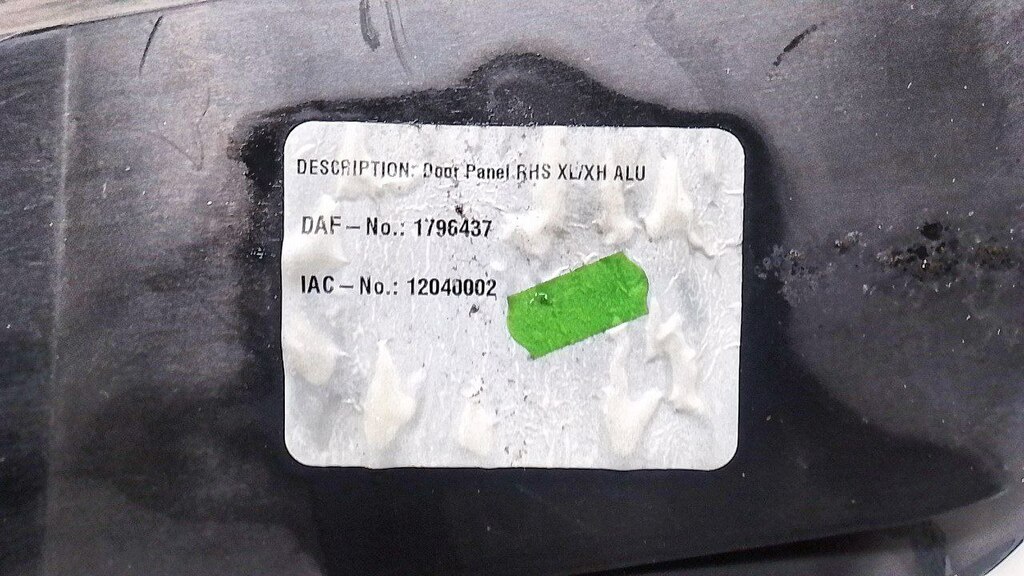 DESCRIPTION: Door Panel RHS XL/XH ALU
DAF – No.: 1796437
IAC – No.: 12040002